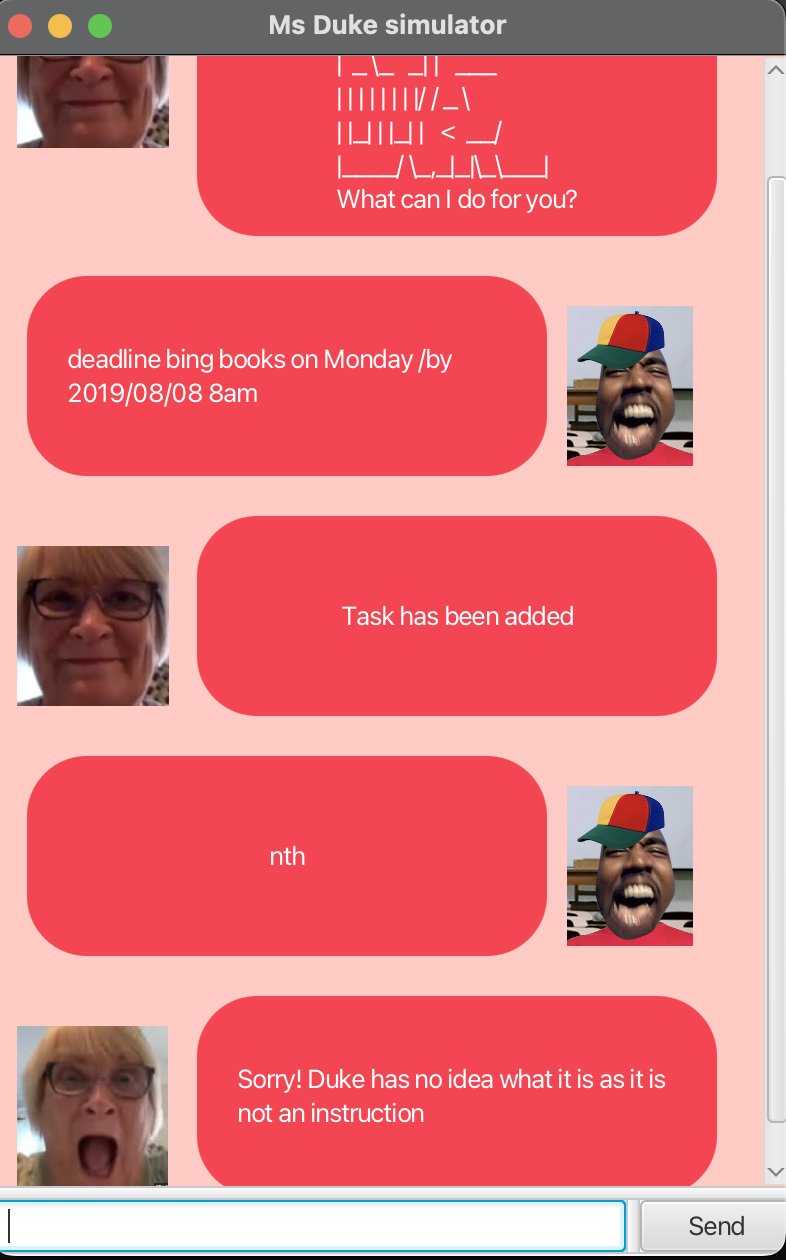 Ms Duke simulator
| _ \_ _| | ___
| | | | | | | |/ / _ \
| |_| | |_| | < __/
|____/ \__,_|_|\_\___|
What can I do for you?
deadline bing books on Monday /by
2019/08/08 8am
Task has been added
nth
Sorry! Duke has no idea what it is as it is
not an instruction
Send